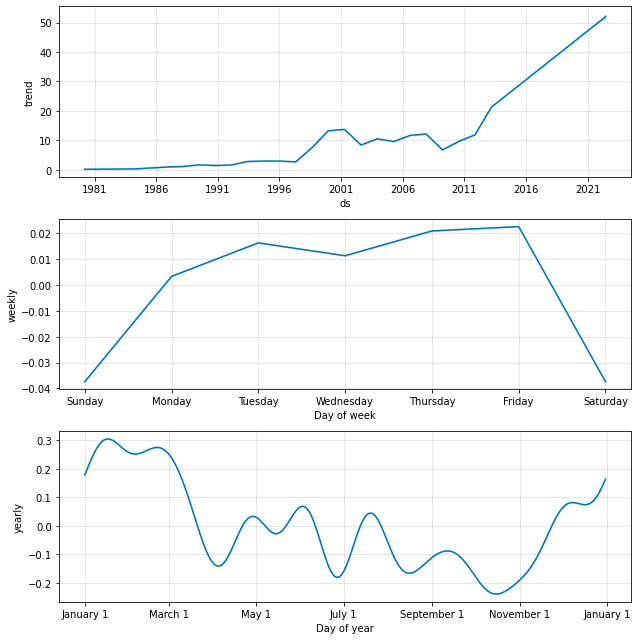 50
40
30
20
10
0
trend
1981 1986 1991 1996 2001 2006 2011 2016 2021
ds
0.02
0.01
0.00
−0.01
−0.02
−0.03
−0.04
weekly
Sunday Monday Tuesday Wednesday Thursday Friday Saturday
Day of week
0.3
0.2
0.1
0.0
−0.1
−0.2
yearly
January 1 March 1 May 1 July 1 September 1 November 1 January 1
Day of year